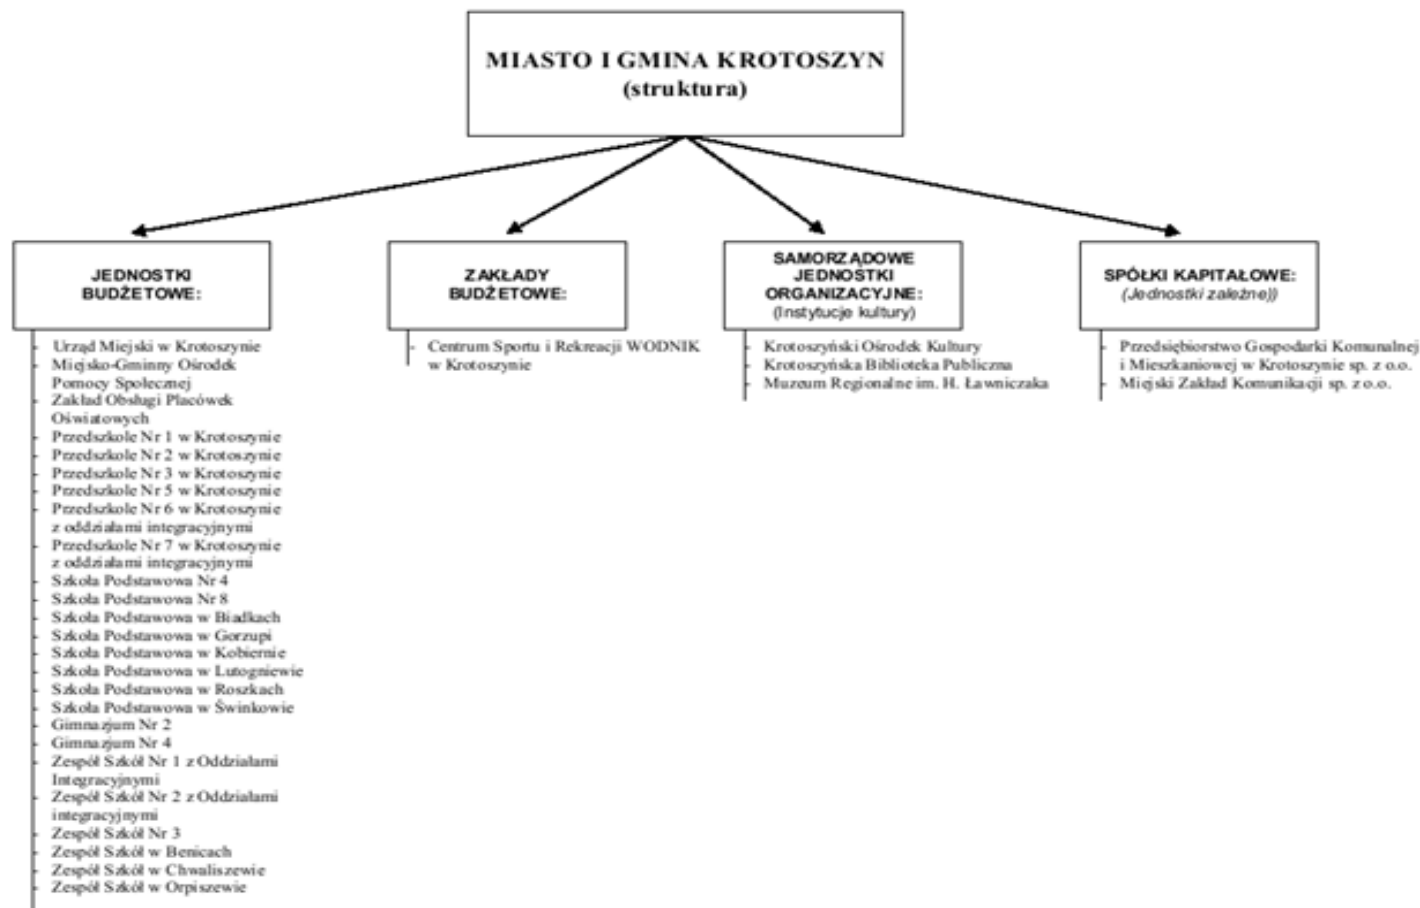 MIASTO I GMINA KROTOSZYN
(struktura)
JEDNOSTKI
BUDŻETOWE:
- Urząd Miejski w Krotoszynie
- Miejsko-Gminny Ośrodek
Pomocy Społecznej
- Zakład Obsługi Placówek
Oświatowych
- Przedszkole Nr 1 w Krotoszynie
- Przedszkole Nr 2 w Krotoszynie
- Przedszkole Nr 3 w Krotoszynie
- Przedszkole Nr 5 w Krotoszynie
- Przedszkole Nr 6 w Krotoszynie
z oddziałami integracyjnymi
- Przedszkole Nr 7 w Krotoszynie
z oddziałami integracyjnymi
- Szkoła Podstawowa Nr 4
- Szkoła Podstawowa Nr 8
- Szkoła Podstawowa w Biadkach
- Szkoła Podstawowa w Gorzupi
- Szkoła Podstawowa w Kobiernie
- Szkoła Podstawowa w Lutogniewie
- Szkoła Podstawowa w Roszkach
- Szkoła Podstawowa w Świnkowie
- Gimnazjum Nr 2
- Gimnazjum Nr 4
- Zespół Szkół Nr 1 z Oddziałami
Integracyjnymi
- Zespół Szkół Nr 2 z Oddziałami
integracyjnymi
- Zespół Szkół Nr 3
- Zespół Szkół w Benicach
- Zespół Szkół w Chwaliszewie
- Zespół Szkół w Orpiszewie
ZAKŁADY
BUDŻETOWE:
- Centrum Sportu i Rekreacji WODNIK
w Krotoszynie
SAMORZĄDOWE
JEDNOSTKI
ORGANIZACYJNE:
(Instytucje kultury)
- Krotoszyński Ośrodek Kultury
- Krotoszyńska Biblioteka Publiczna
- Muzeum Regionalne im. H. Ławniczaka
SPÓŁKI KAPITAŁOWE:
(Jednostki zależne))
- Przedsiębiorstwo Gospodarki Komunalnej
i Mieszkaniowej w Krotoszynie sp. z o.o.
- Miejski Zakład Komunikacji sp. z o.o.